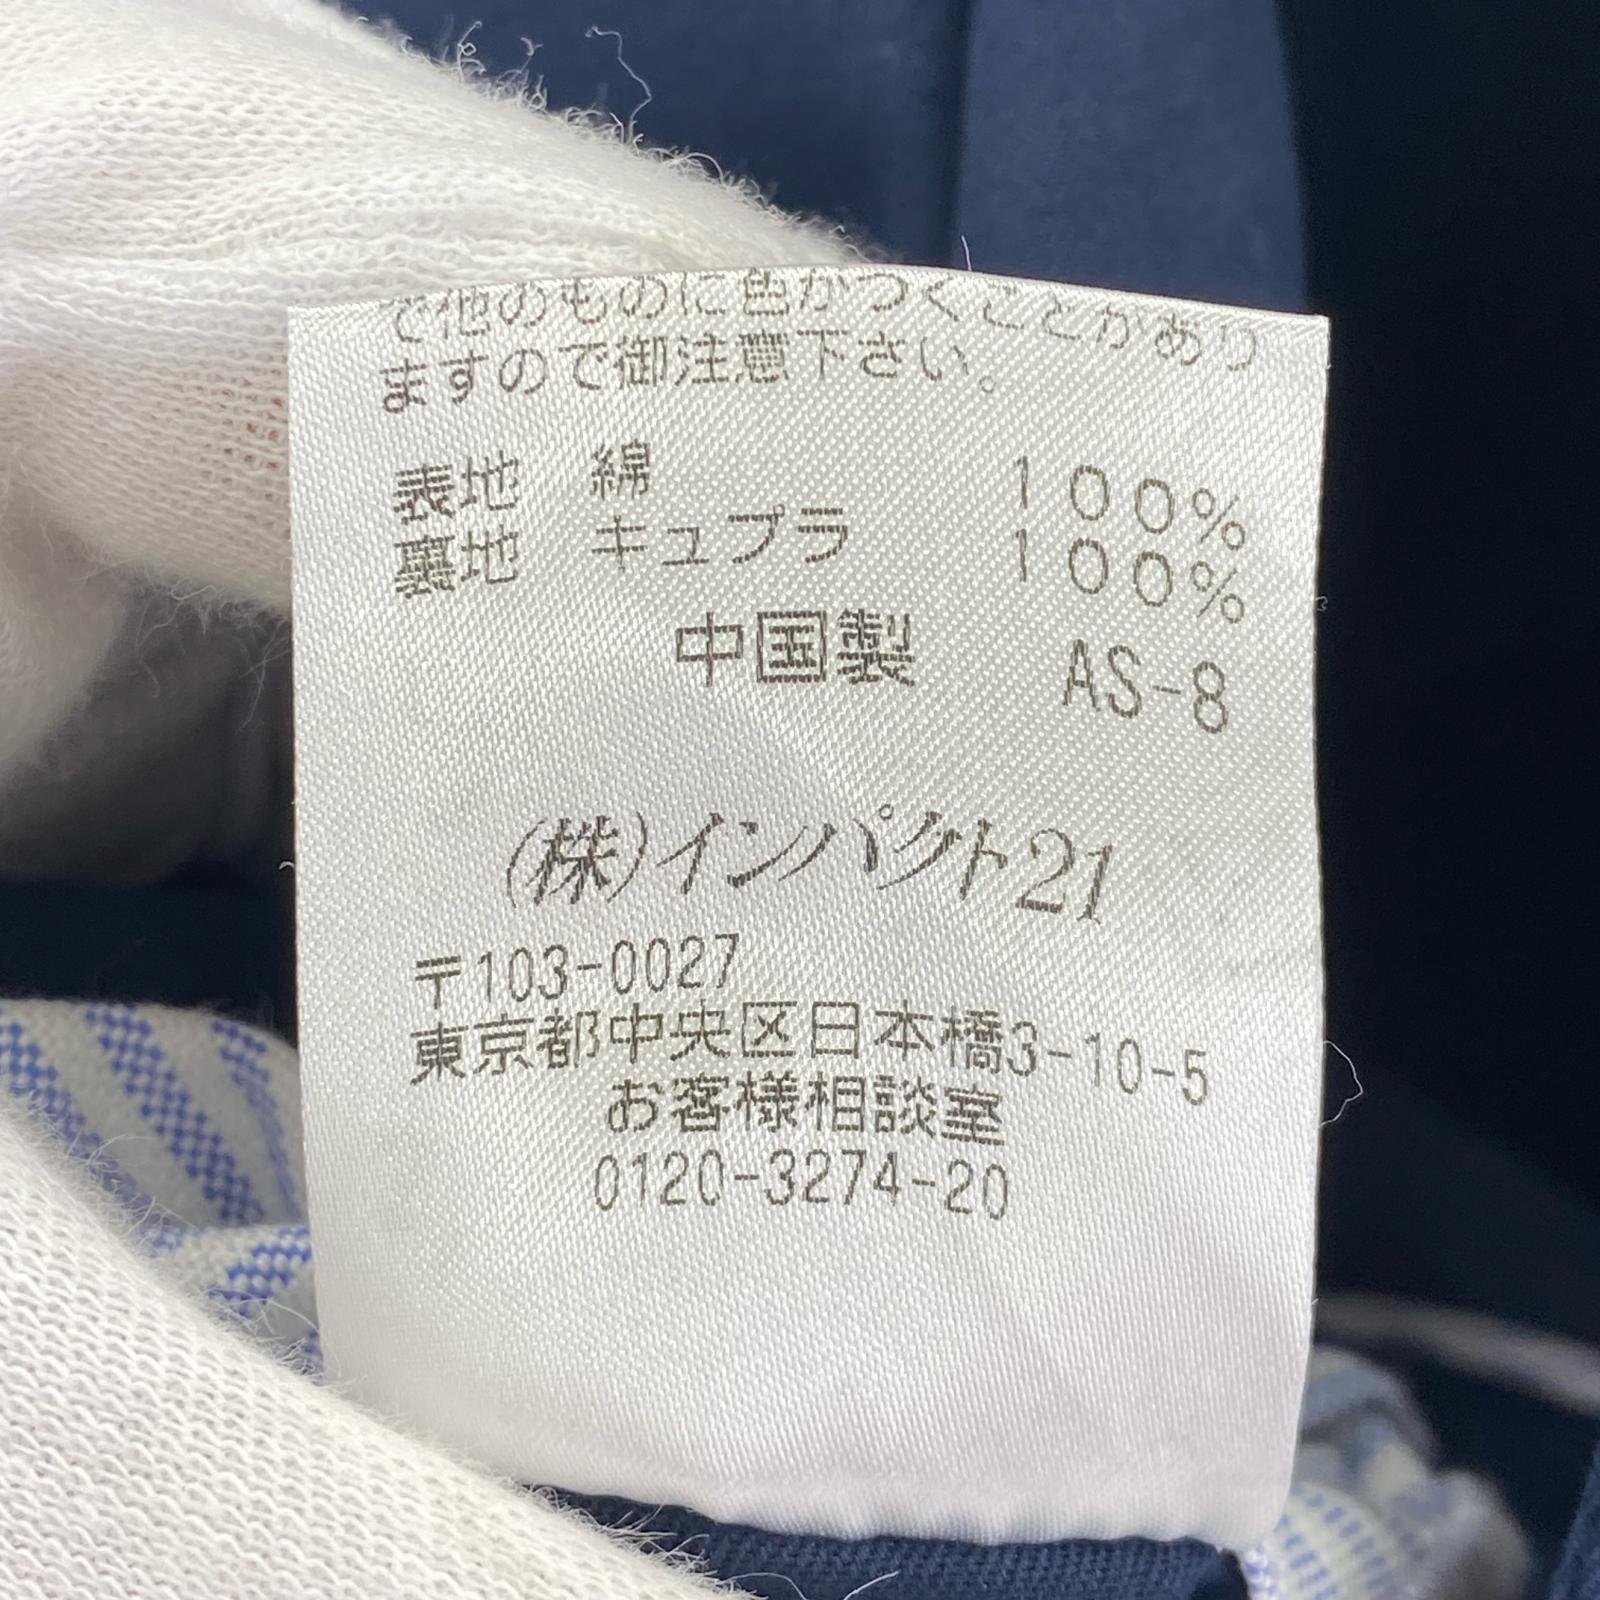 で他のものに色がつくことがあり
ますので御注意下さい。
表地 綿 100%
裏地 キュプラ 100%
中国製 AS-8
(株)インパクト21
〒103-0027
東京都中央区日本橋3-10-5
お客様相談室
0120-3274-20